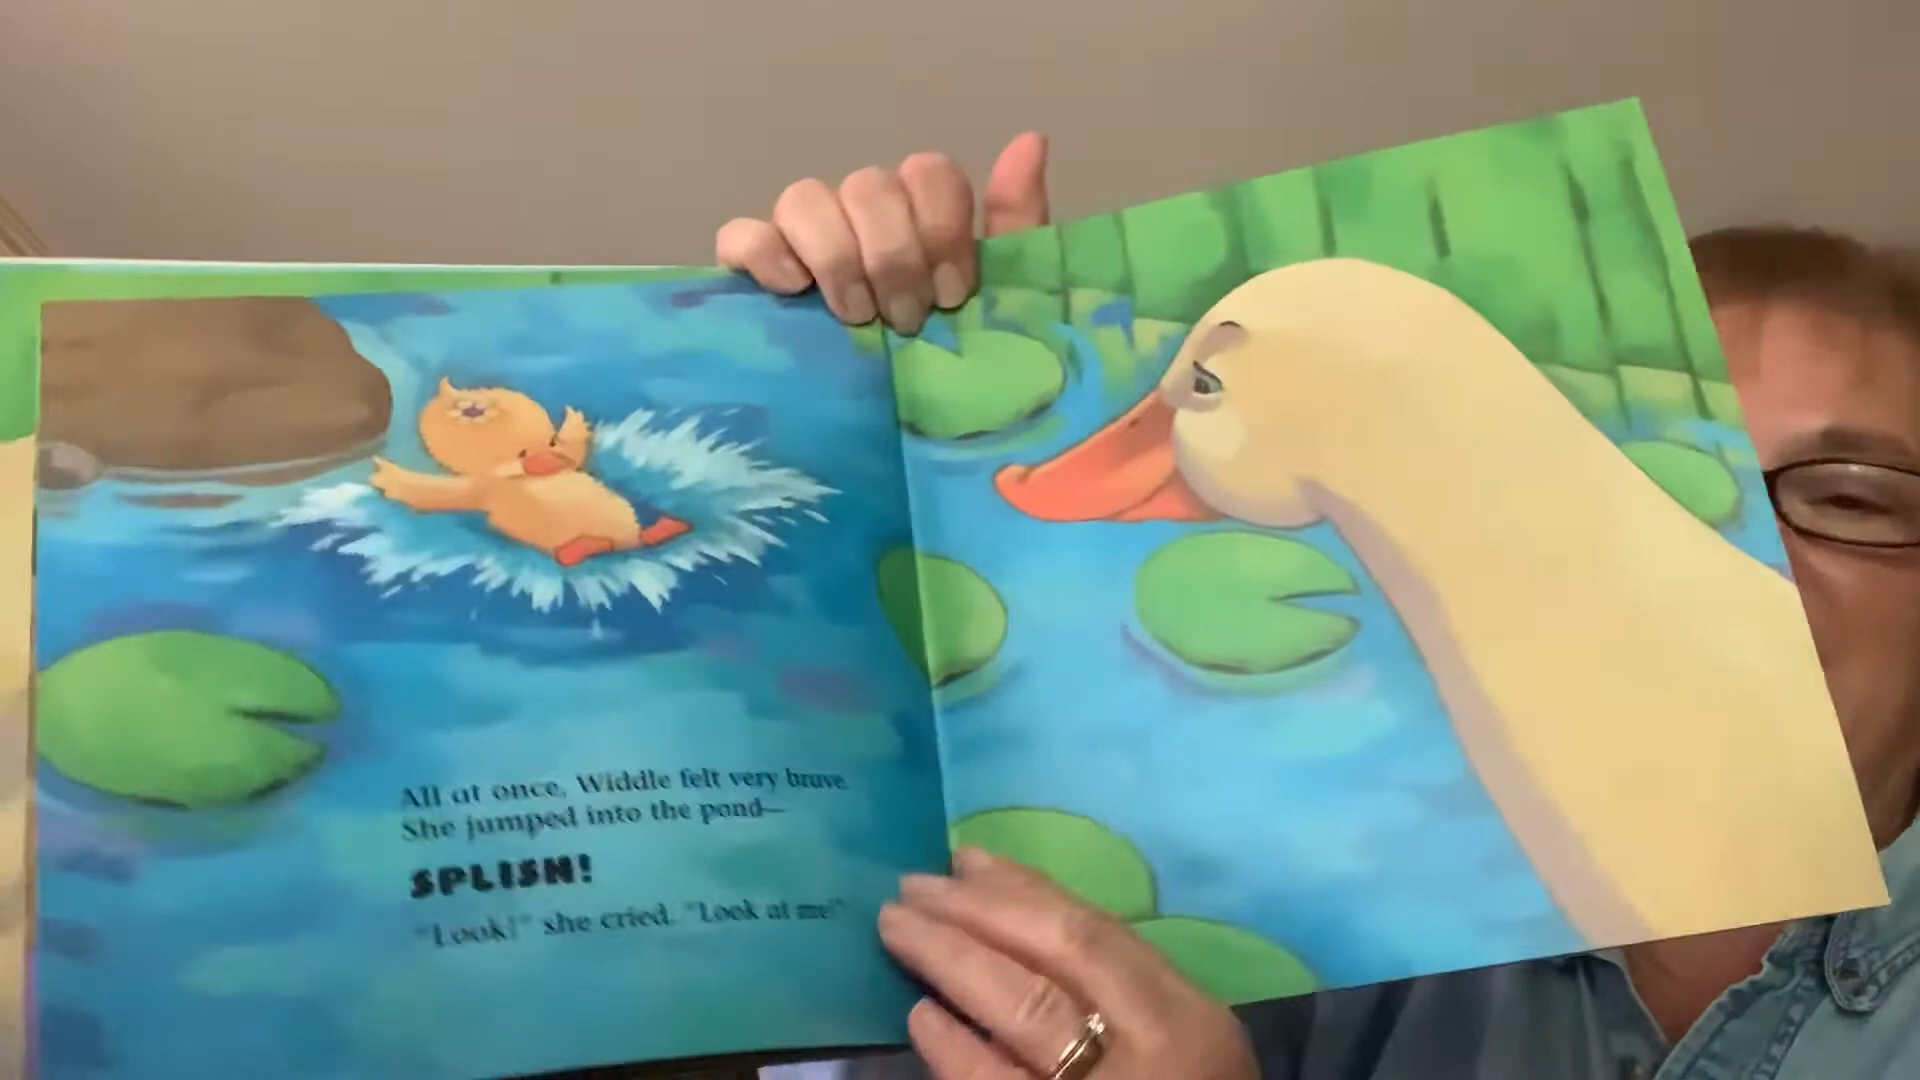 All at once, Widdle felt very brave.
She jumped into the pond—
SPLISH!
"Look!" she cried. "Look at me!"